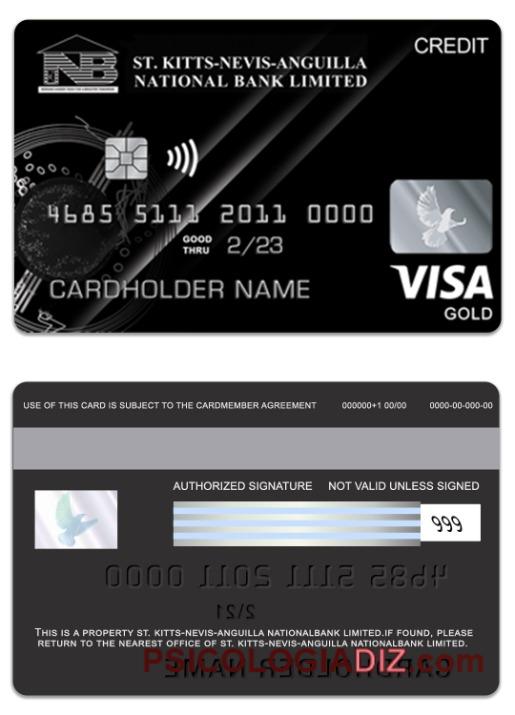 NB
ST. KITTS-NEVIS-ANGUILLA
NATIONAL BANK LIMITED
CREDIT
4685 5111 2011 0000
GOOD THRU 2/23
CARDHOLDER NAME
VISA
GOLD
USE OF THIS CARD IS SUBJECT TO THE CARDMEMBER AGREEMENT 000000+1 00/00 0000-00-000-00
AUTHORIZED SIGNATURE NOT VALID UNLESS SIGNED
999
THIS IS A PROPERTY ST. KITTS-NEVIS-ANGUILLA NATIONALBANK LIMITED.IF FOUND, PLEASE
RETURN TO THE NEAREST OFFICE OF ST. KITTS-NEVIS-ANGUILLA NATIONALBANK LIMITED.
PSICOLOGIADIZ.com